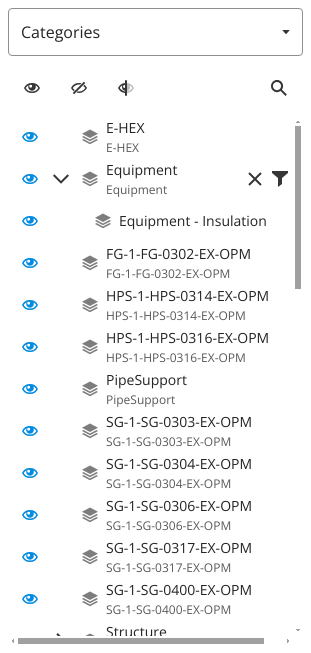 Categories
E-HEX
E-HEX
Equipment
Equipment
Equipment - Insulation
FG-1-FG-0302-EX-OPM
FG-1-FG-0302-EX-OPM
HPS-1-HPS-0314-EX-OPM
HPS-1-HPS-0314-EX-OPM
HPS-1-HPS-0316-EX-OPM
HPS-1-HPS-0316-EX-OPM
PipeSupport
PipeSupport
SG-1-SG-0303-EX-OPM
SG-1-SG-0303-EX-OPM
SG-1-SG-0304-EX-OPM
SG-1-SG-0304-EX-OPM
SG-1-SG-0306-EX-OPM
SG-1-SG-0306-EX-OPM
SG-1-SG-0317-EX-OPM
SG-1-SG-0317-EX-OPM
SG-1-SG-0400-EX-OPM
SG-1-SG-0400-EX-OPM
Structure